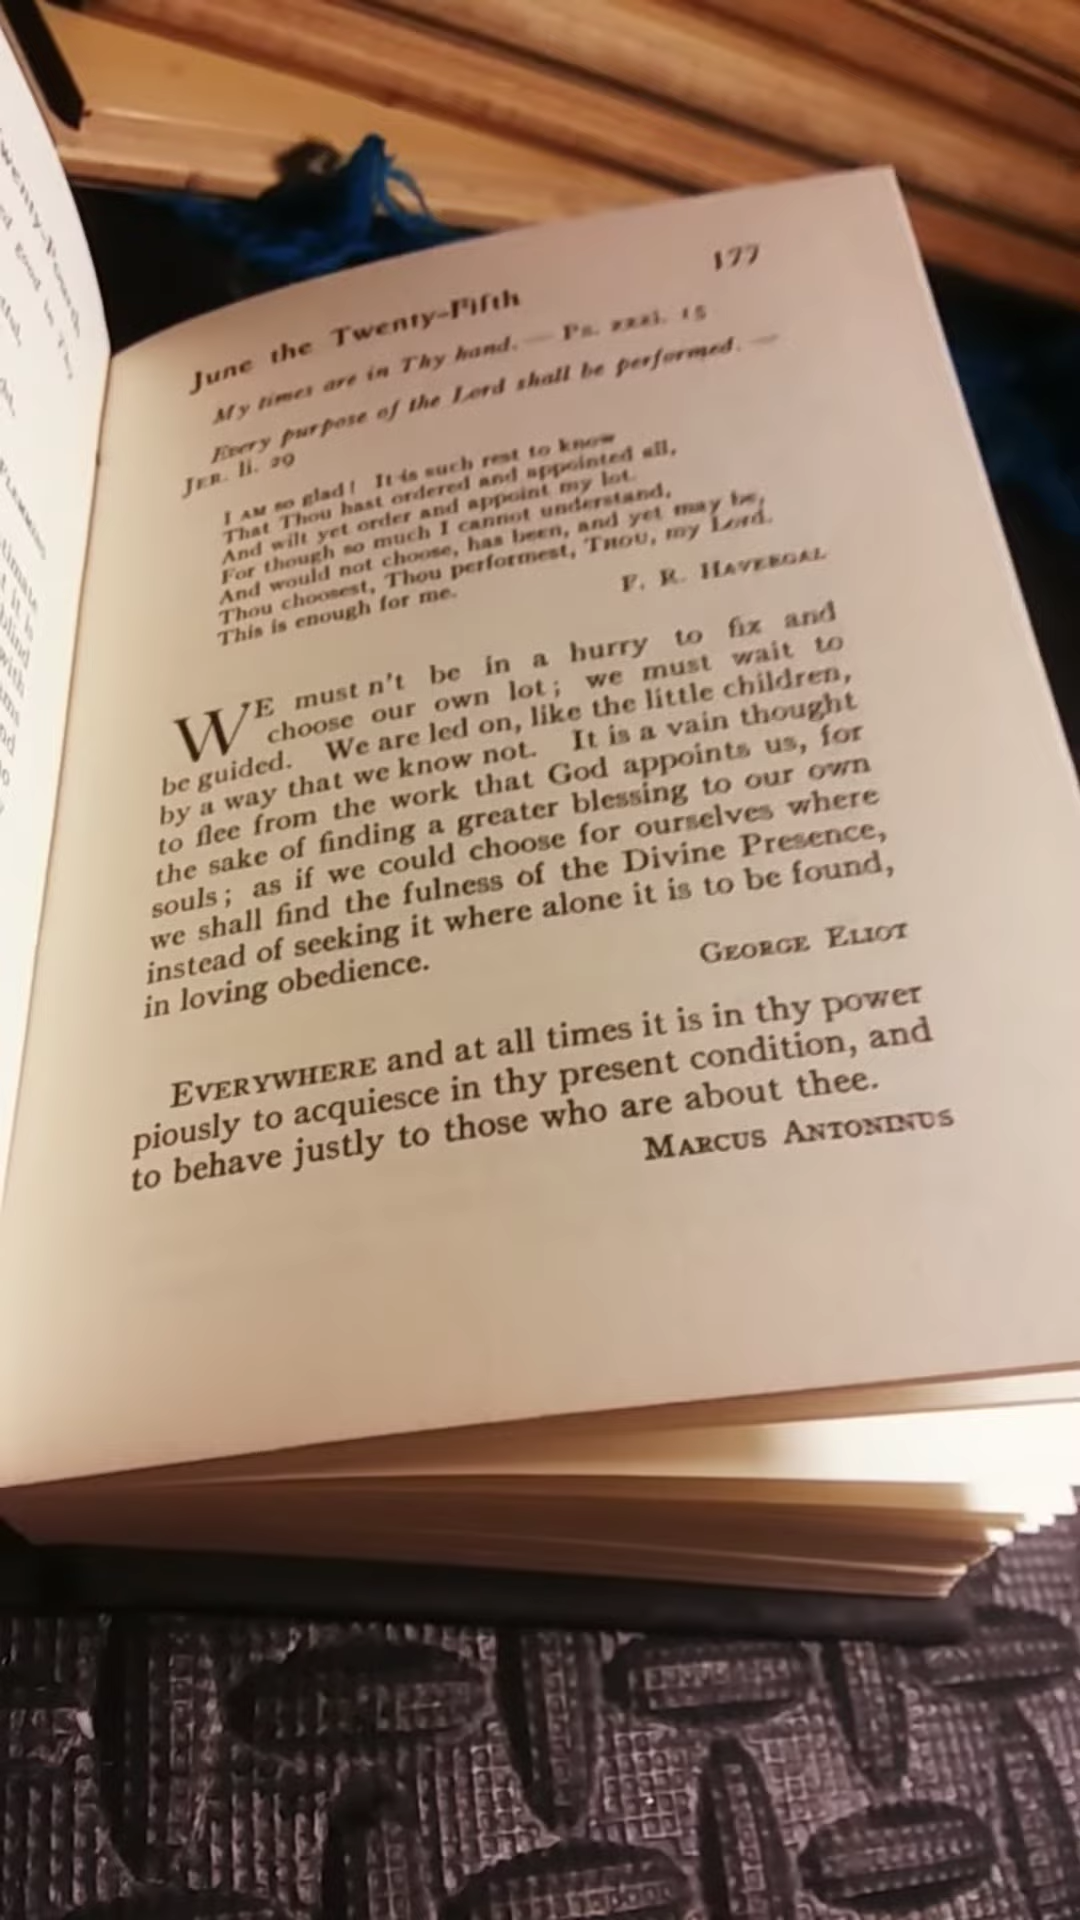 177
June the Twenty-Fifth
My times are in Thy hand. — Ps. xxxi. 15
Every purpose of the Lord shall be performed. —
JER. li. 29
I AM so glad! It is such rest to know
That Thou hast ordered and appointed all,
And wilt yet order and appoint my lot.
For though so much I cannot understand,
And would not choose, has been, and yet may be,
Thou choosest, Thou performest, THOU, my Lord.
This is enough for me.
F. R. HAVERGAL
WE must n't be in a hurry to fix and
choose our own lot; we must wait to
be guided. We are led on, like the little children,
by a way that we know not. It is a vain thought
to flee from the work that God appoints us, for
the sake of finding a greater blessing to our own
souls; as if we could choose for ourselves where
we shall find the fulness of the Divine Presence,
instead of seeking it where alone it is to be found,
in loving obedience.
GEORGE ELIOT
EVERYWHERE and at all times it is in thy power
piously to acquiesce in thy present condition, and
to behave justly to those who are about thee.
MARCUS ANTONINUS